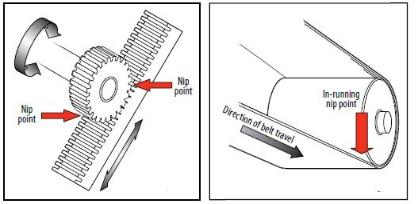 Nip
point
Nip
point
In-running
nip point
Direction of belt travel